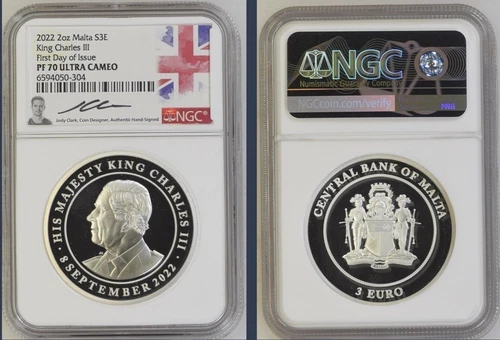 2022 2oz Malta S3E
King Charles III
First Day of Issue
PF 70 ULTRA CAMEO
6594050-304
Jody Clark, Coin Designer, Authentic Hand-Signed
NGC
HIS MAJESTY KING CHARLES III
8 SEPTEMBER 2022
NGC
Numismatic Guaranty Company
NGCcoin.com/verify
CENTRAL BANK OF MALTA
3 EURO